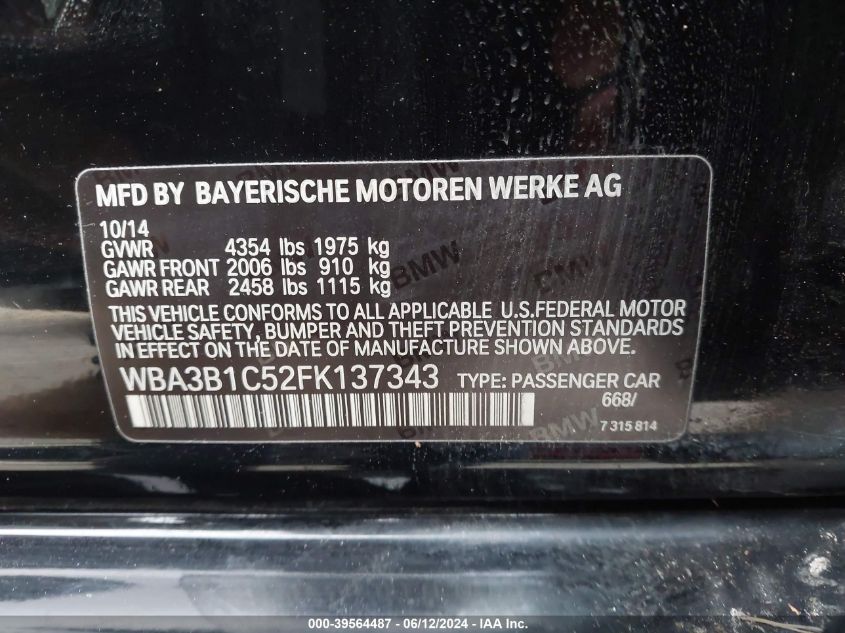 MFD BY BAYERISCHE MOTOREN WERKE AG
10/14
GVWR 4354 lbs 1975 kg
GAWR FRONT 2006 lbs 910 kg
GAWR REAR 2458 lbs 1115 kg
THIS VEHICLE CONFORMS TO ALL APPLICABLE U.S.FEDERAL MOTOR
VEHICLE SAFETY, BUMPER AND THEFT PREVENTION STANDARDS
IN EFFECT ON THE DATE OF MANUFACTURE SHOWN ABOVE.
WBA3B1C52FK137343 TYPE: PASSENGER CAR
668/
7 315 814
BMW
BMW
000-39564487 - 06/12/2024 - IAA Inc.